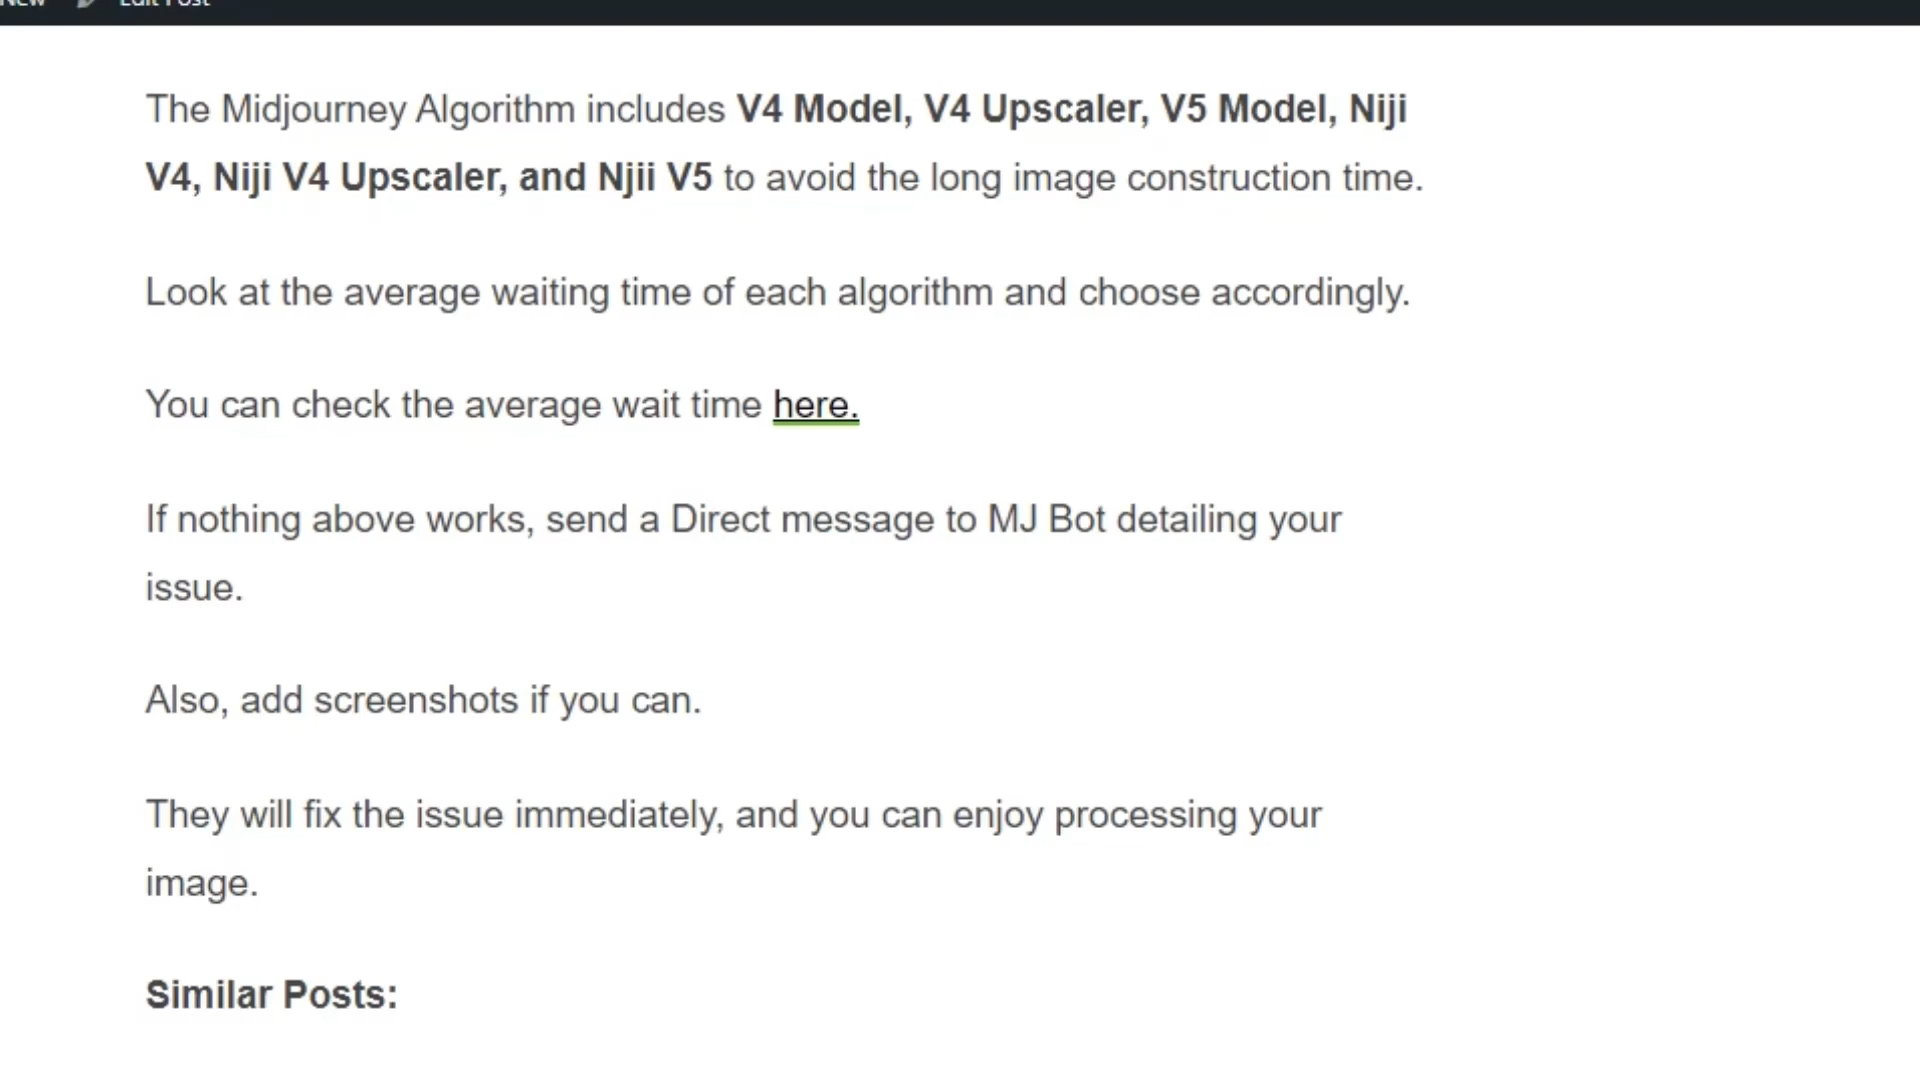 New Edit Post
The Midjourney Algorithm includes V4 Model, V4 Upscaler, V5 Model, Niji
V4, Niji V4 Upscaler, and Njii V5 to avoid the long image construction time.
Look at the average waiting time of each algorithm and choose accordingly.
You can check the average wait time here.
If nothing above works, send a Direct message to MJ Bot detailing your
issue.
Also, add screenshots if you can.
They will fix the issue immediately, and you can enjoy processing your
image.
Similar Posts: